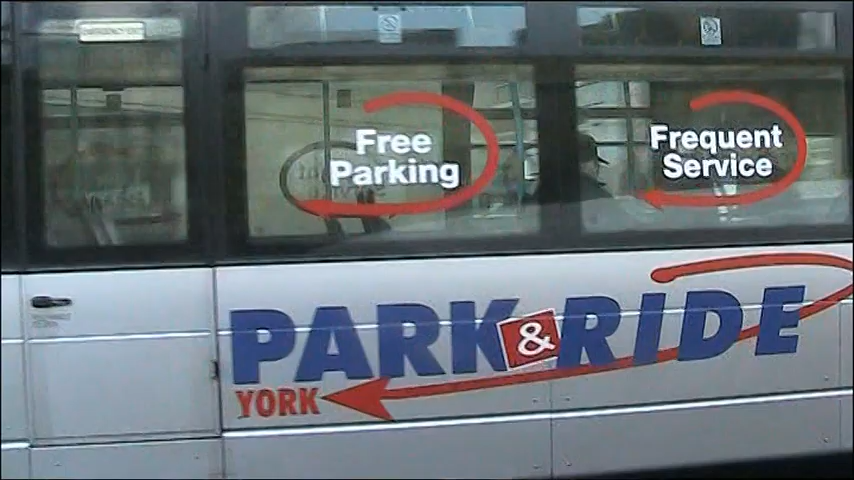 Free
Parking
Frequent
Service
PARK & RIDE
YORK